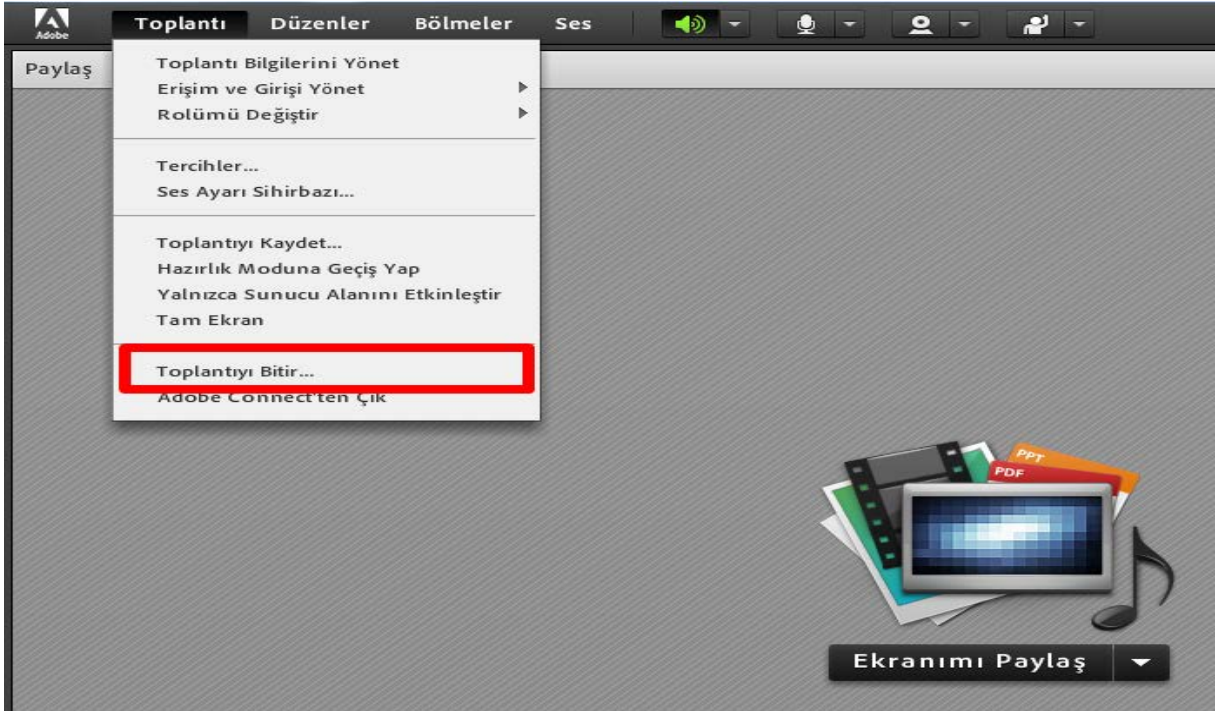 Adobe
Toplantı Düzenler Bölmeler Ses
Paylaş
Toplantı Bilgilerini Yönet
Erişim ve Girişi Yönet
Rolümü Değiştir
Tercihler...
Ses Ayarı Sihirbazı...
Toplantıyı Kaydet...
Hazırlık Moduna Geçiş Yap
Yalnızca Sunucu Alanını Etkinleştir
Tam Ekran
Toplantıyı Bitir...
Adobe Connect'ten Çık
PPT
PDF
Ekranımı Paylaş